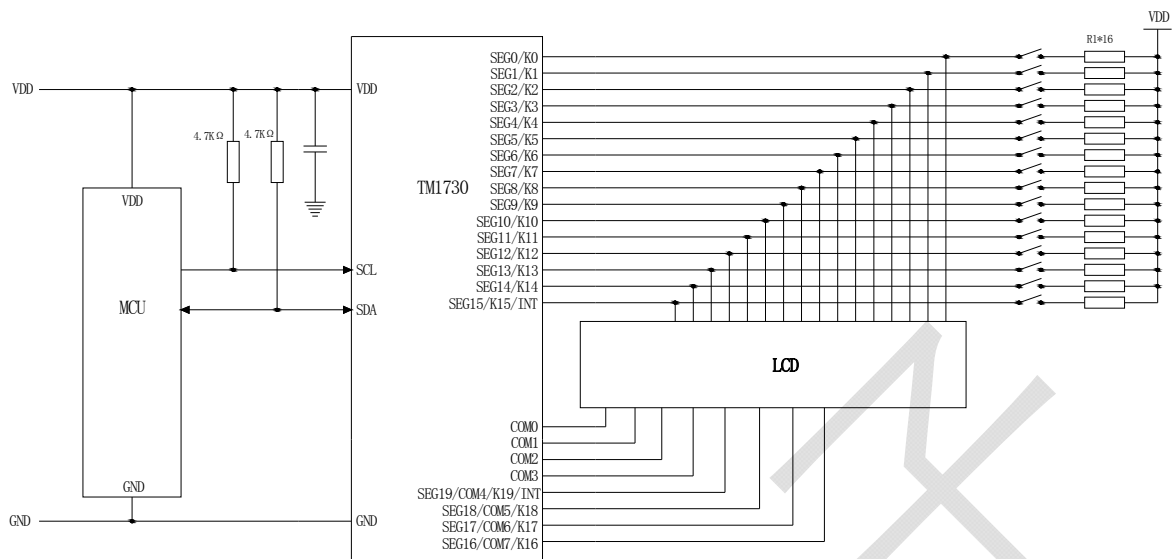 VDD
R1*16
SEG0/K0
SEG1/K1
VDD
VDD
SEG2/K2
SEG3/K3
SEG4/K4
4.7KΩ
4.7KΩ
SEG5/K5
SEG6/K6
SEG7/K7
TM1730
SEG8/K8
VDD
SEG9/K9
SEG10/K10
SEG11/K11
SEG12/K12
SCL
SEG13/K13
SEG14/K14
MCU
SDA
SEG15/K15/INT
LCD
COM0
COM1
COM2
COM3
GND
SEG19/COM4/K19/INT
SEG18/COM5/K18
GND
GND
SEG17/COM6/K17
SEG16/COM7/K16